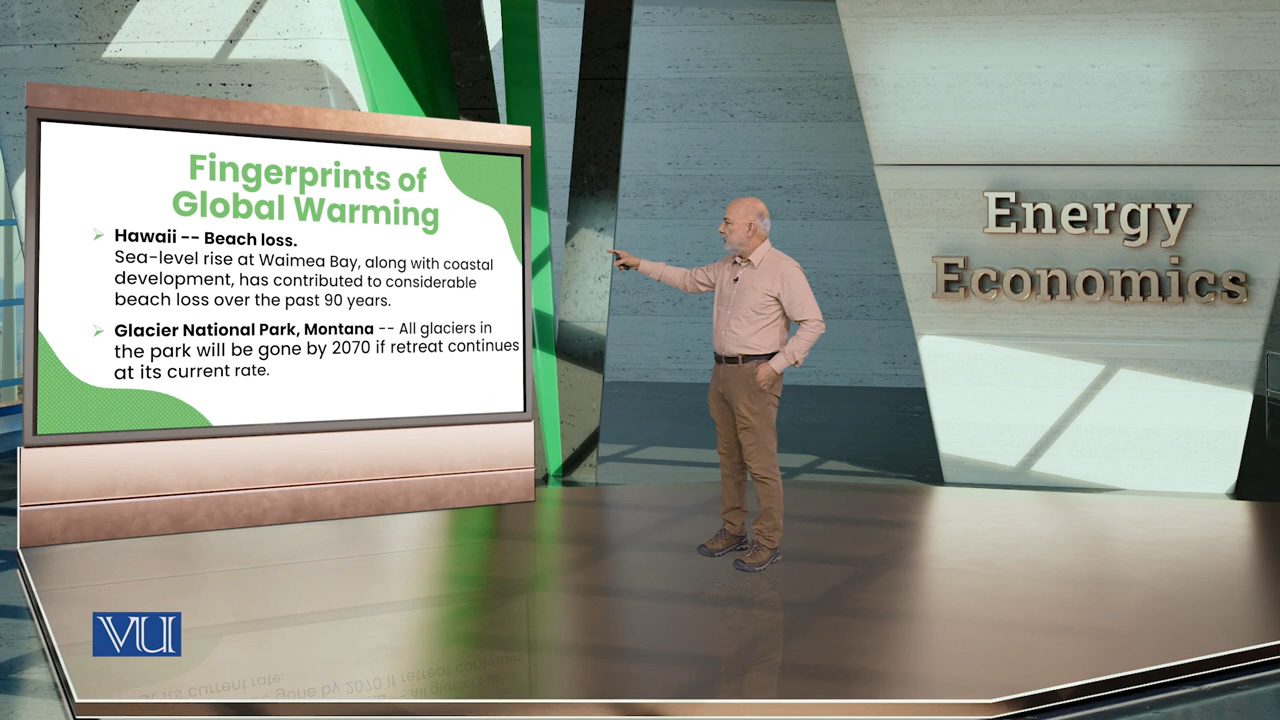 Fingerprints of
Global Warming
Hawaii -- Beach loss.
Sea-level rise at Waimea Bay, along with coastal
development, has contributed to considerable
beach loss over the past 90 years.
Glacier National Park, Montana -- All glaciers in
the park will be gone by 2070 if retreat continues
at its current rate.
Energy
Economics
VU